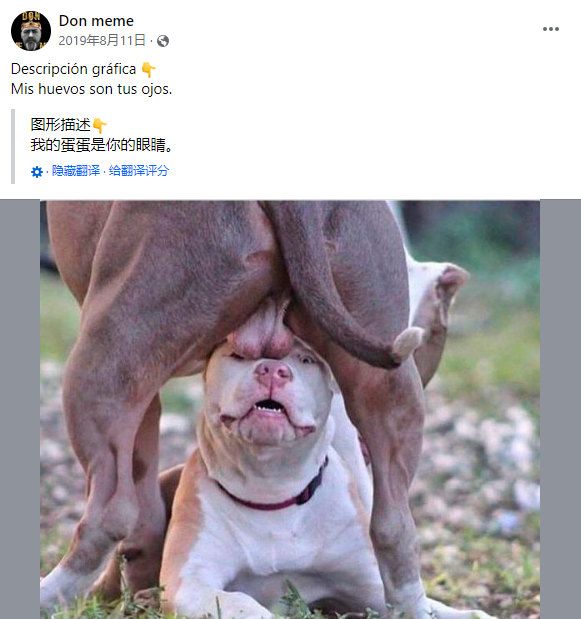 Don meme
2019年8月11日 ·
Descripción gráfica 👇
Mis huevos son tus ojos.
图形描述👇
我的蛋蛋是你的眼睛。
· 隐藏翻译 · 给翻译评分